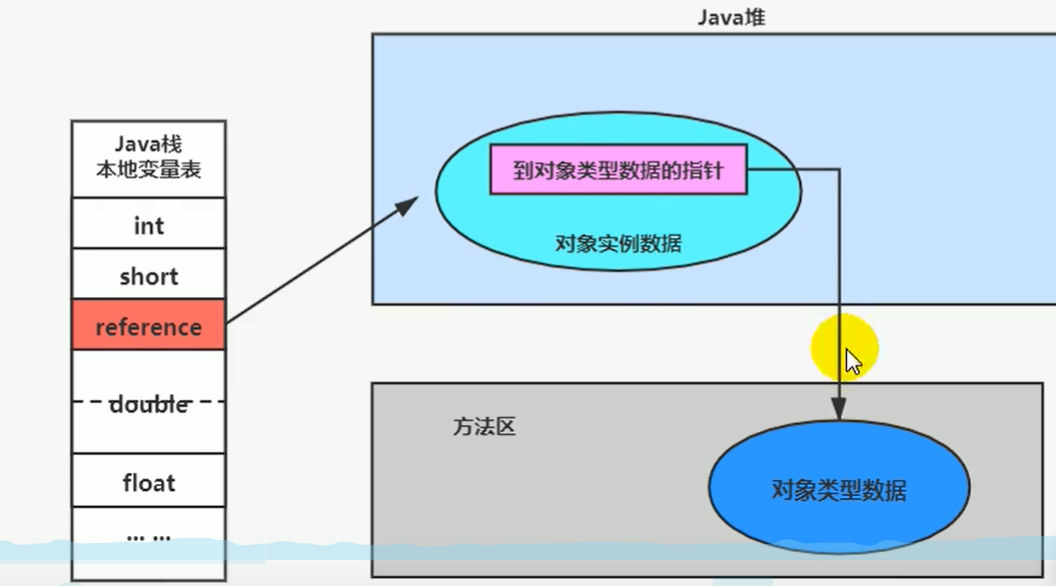 Java堆
Java栈
本地变量表
int
short
reference
double
float
... ...
到对象类型数据的指针
对象实例数据
方法区
对象类型数据